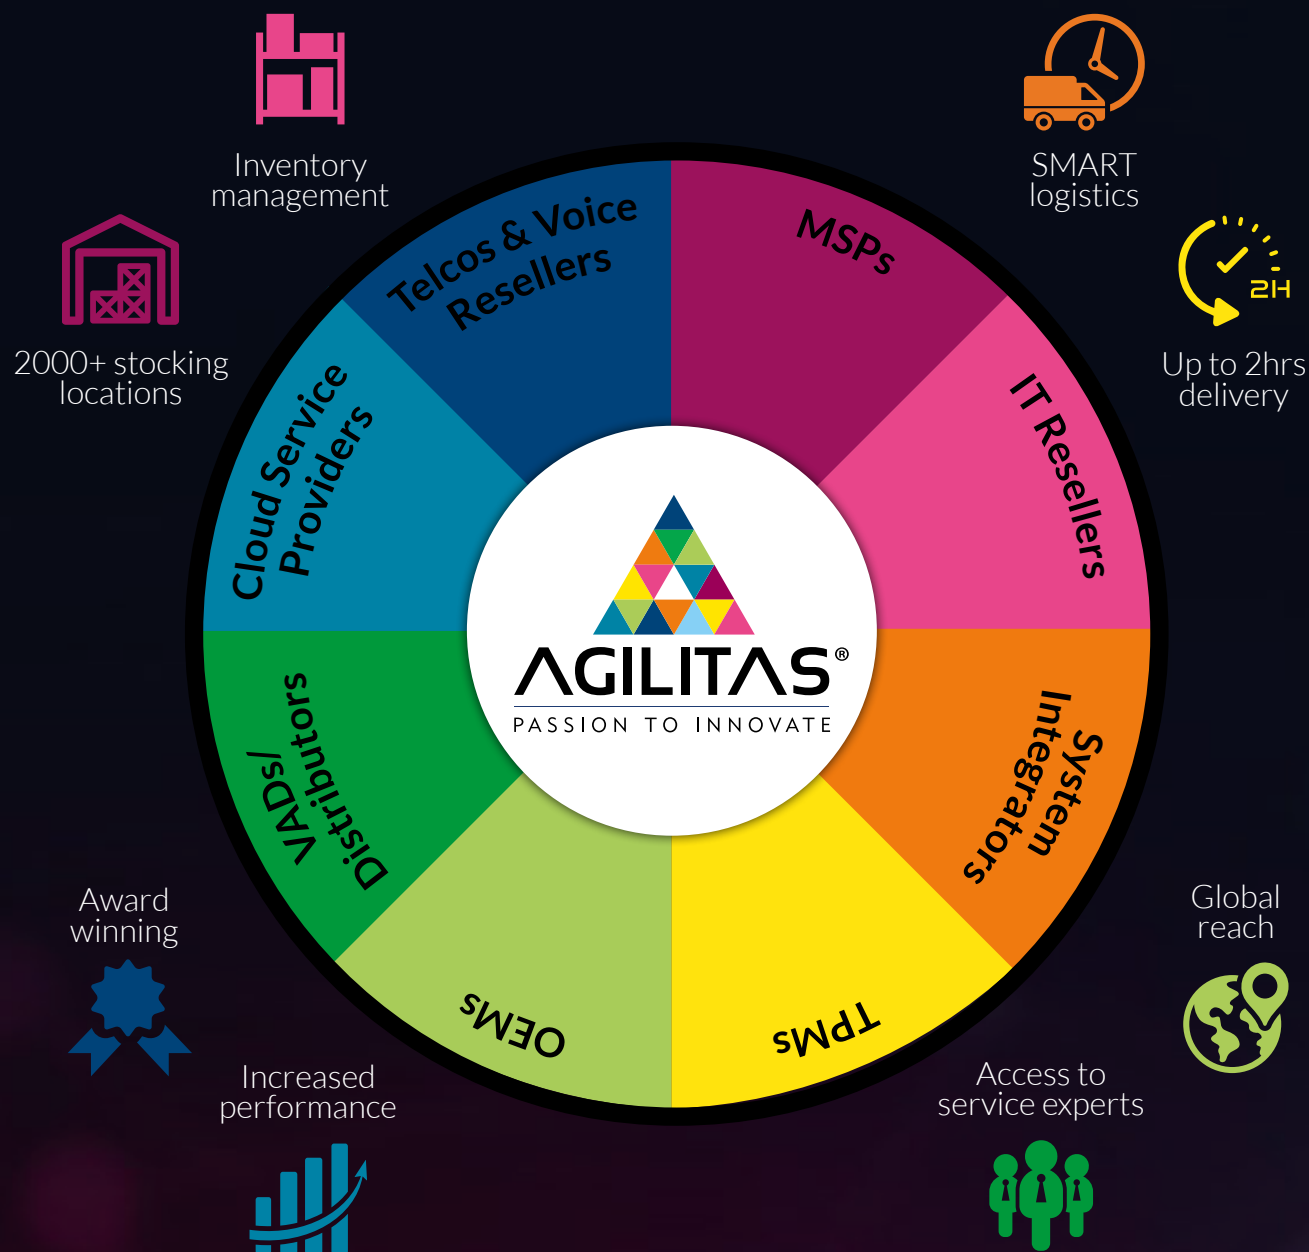 Inventory
management
SMART
logistics
2000+ stocking
locations
2H
Up to 2hrs
delivery
Telcos & Voice
Resellers
MSPs
Cloud Service
Providers
IT Resellers
AGILITAS®
PASSION TO INNOVATE
VADs/
Distributors
System
Integrators
OEMs
TPMs
Award
winning
Global
reach
Increased
performance
Access to
service experts